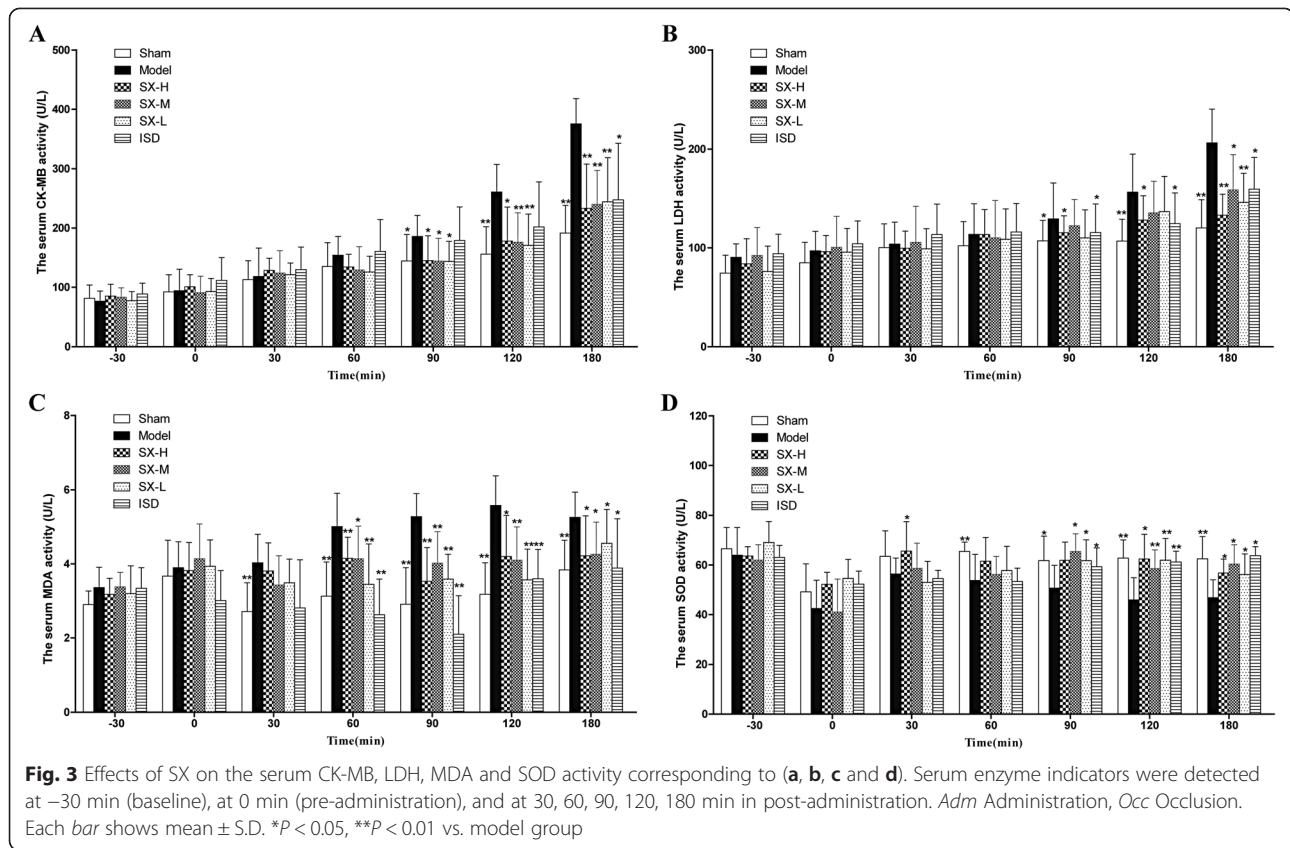 A
The serum CK-MB activity (U/L)
500
400
300
200
100
0
Sham
Model
SX-H
SX-M
SX-L
ISD
* * * * *
** * ** ** **
** ** ** ** *
-30 0 30 60 90 120 180
Time(min)
B
The serum LDH activity (U/L)
300
200
100
0
Sham
Model
SX-H
SX-M
SX-L
ISD
* * *
** * *
** ** * ** *
-30 0 30 60 90 120 180
Time(min)
C
The serum MDA activity (U/L)
8
6
4
2
0
Sham
Model
SX-H
SX-M
SX-L
ISD
**
** ** * ** **
** ** ** ** **
** * ** ****
** * * * *
-30 0 30 60 90 120 180
Time(min)
D
The serum SOD activity (U/L)
120
100
80
60
40
20
0
Sham
Model
SX-H
SX-M
SX-L
ISD
*
**
* * * *
** * ** ** **
** * * * *
-30 0 30 60 90 120 180
Time(min)
Fig. 3 Effects of SX on the serum CK-MB, LDH, MDA and SOD activity corresponding to (a, b, c and d). Serum enzyme indicators were detected
at −30 min (baseline), at 0 min (pre-administration), and at 30, 60, 90, 120, 180 min in post-administration. Adm Administration, Occ Occlusion.
Each bar shows mean ± S.D. *P < 0.05, **P < 0.01 vs. model group